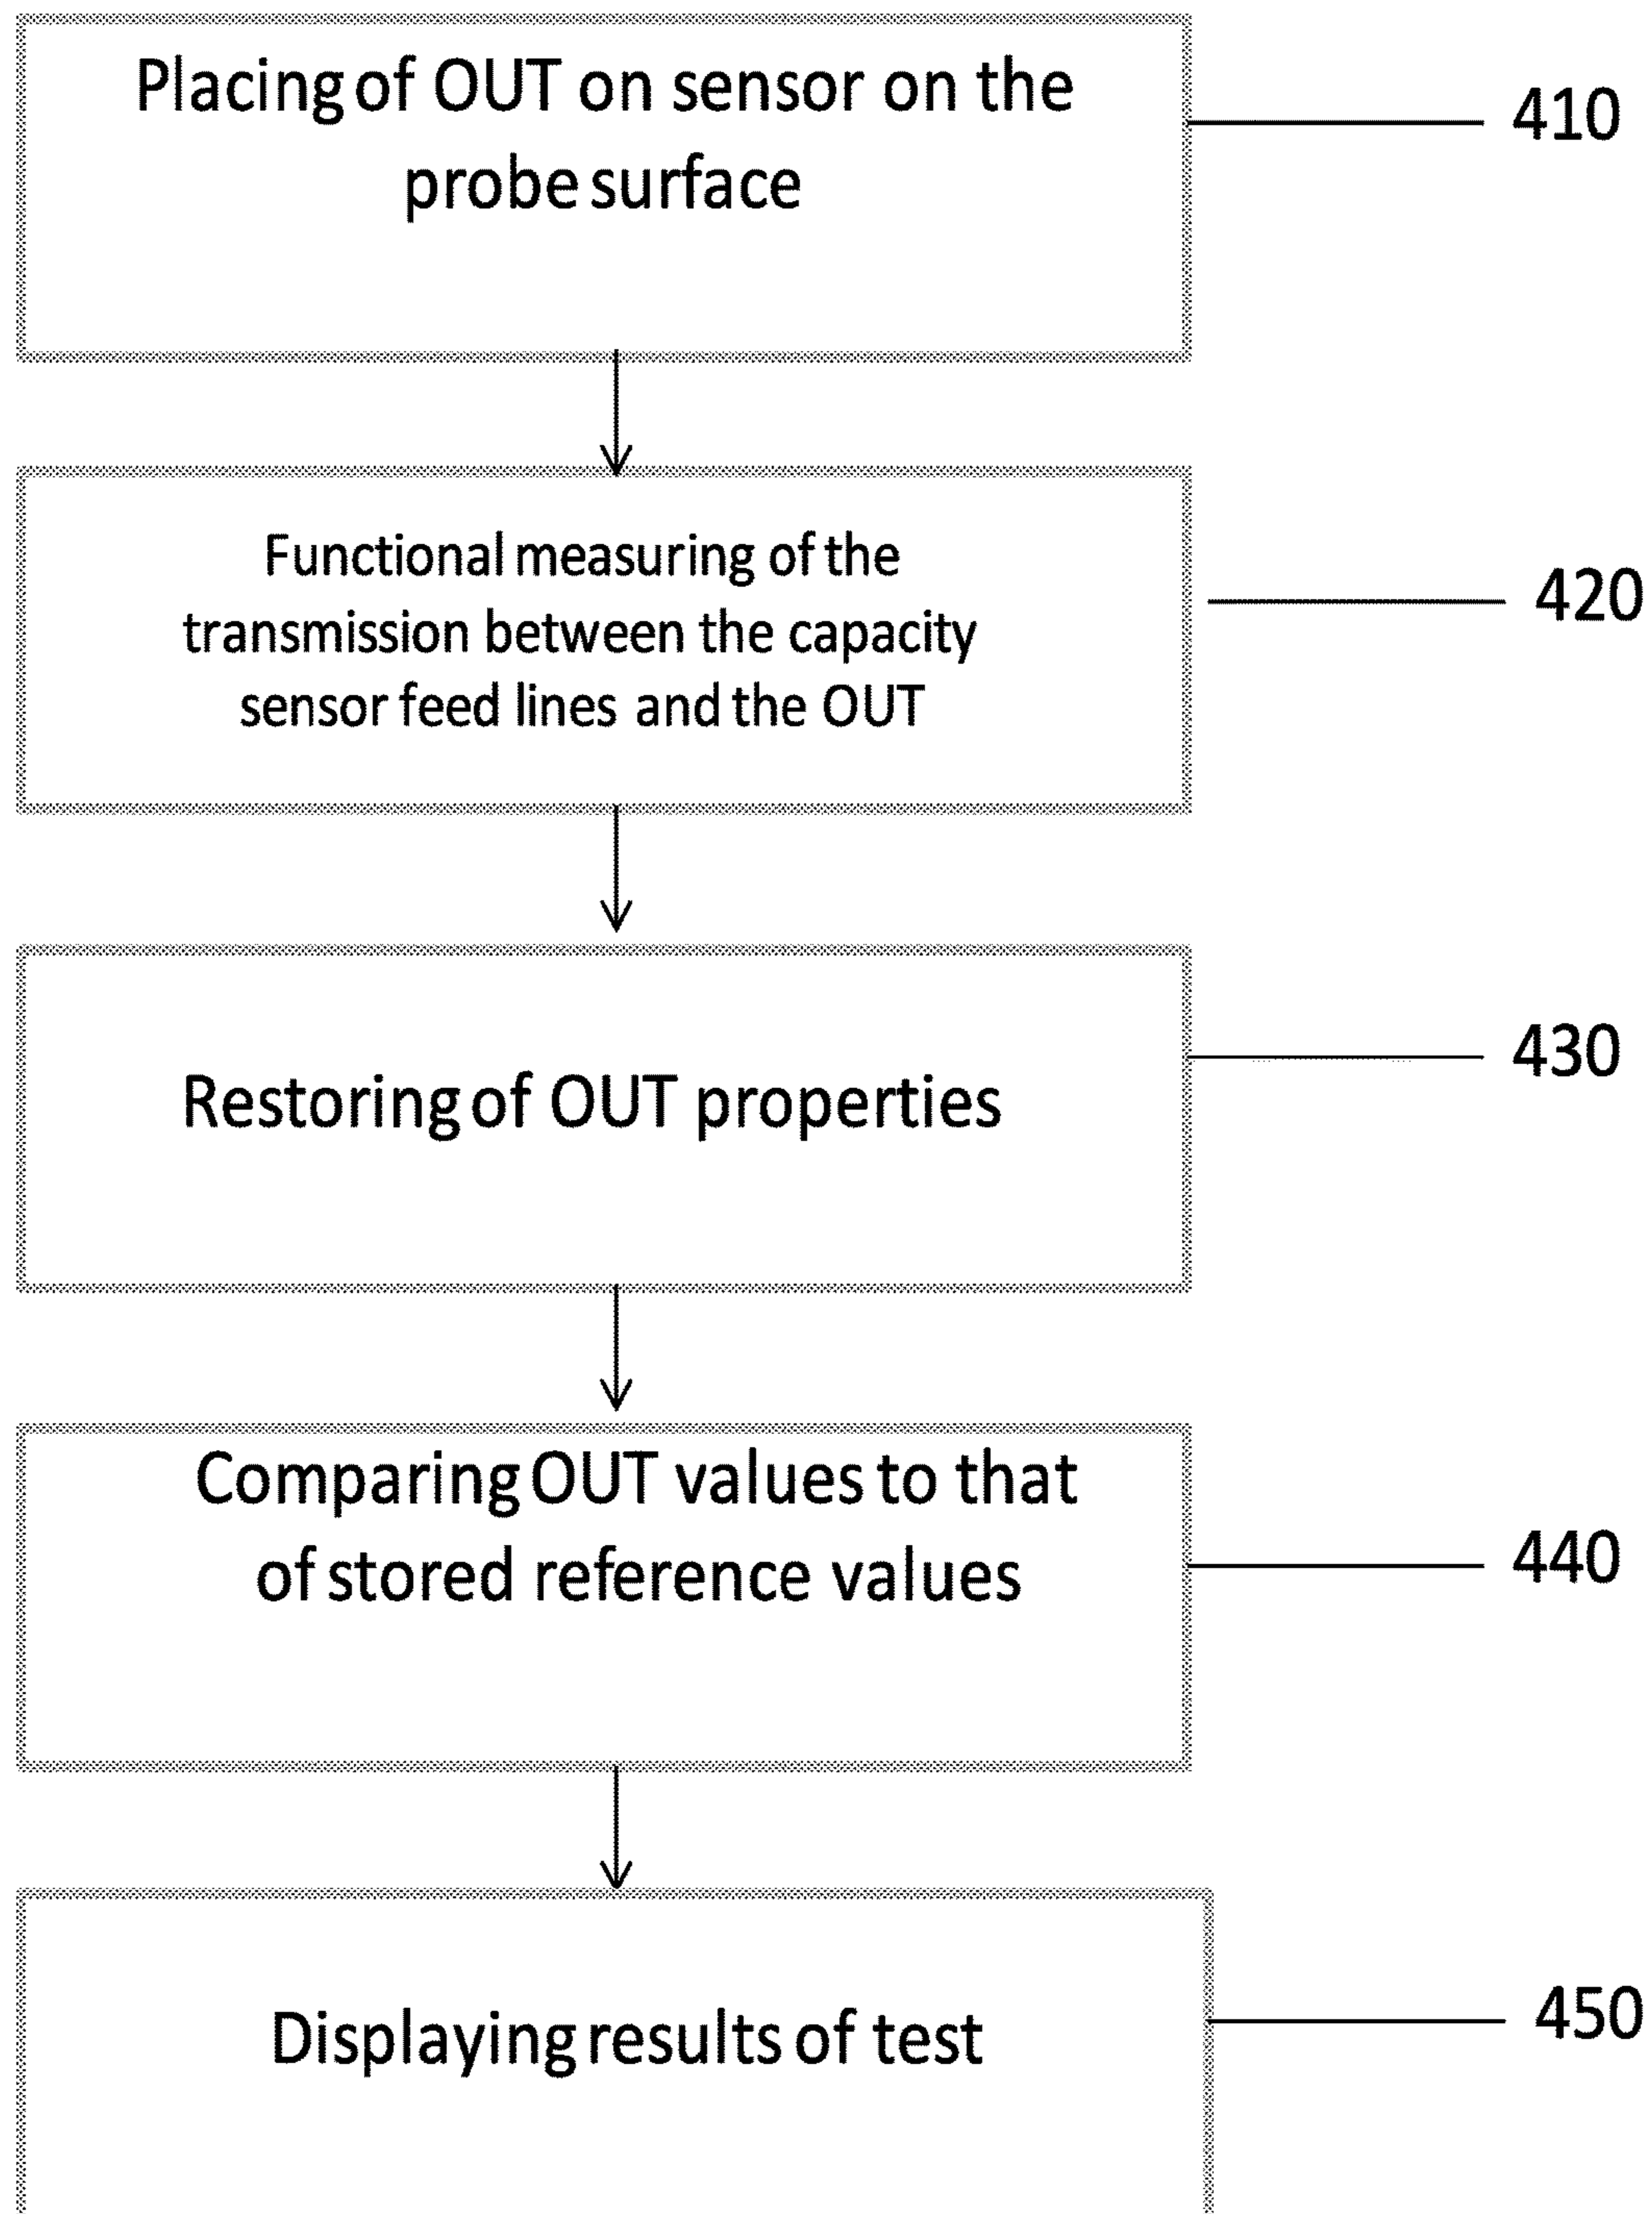 Placing of OUT on sensor on the
probe surface
410
Functional measuring of the
transmission between the capacity
sensor feed lines and the OUT
420
Restoring of OUT properties
430
Comparing OUT values to that
of stored reference values
440
Displaying results of test
450